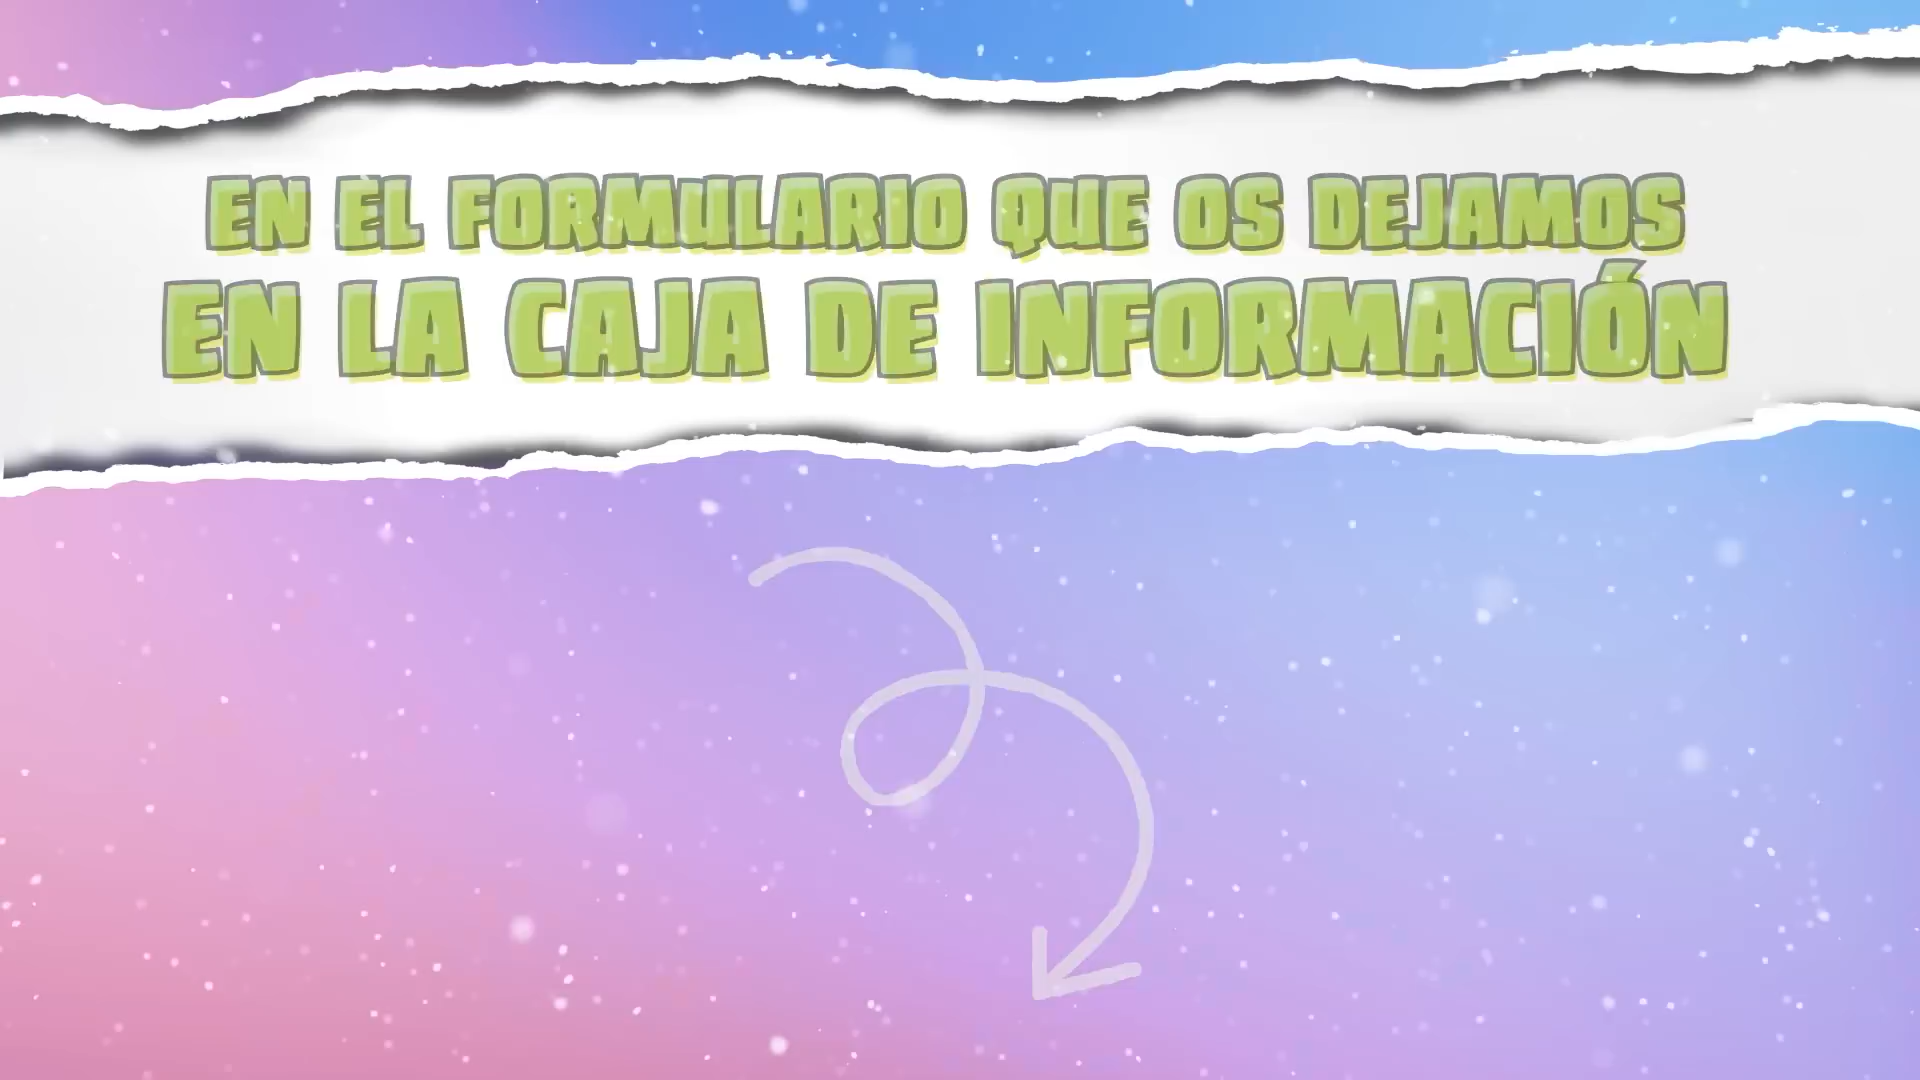 EN EL FORMULARIO QUE OS DEJAMOS
EN LA CAJA DE INFORMACIÓN